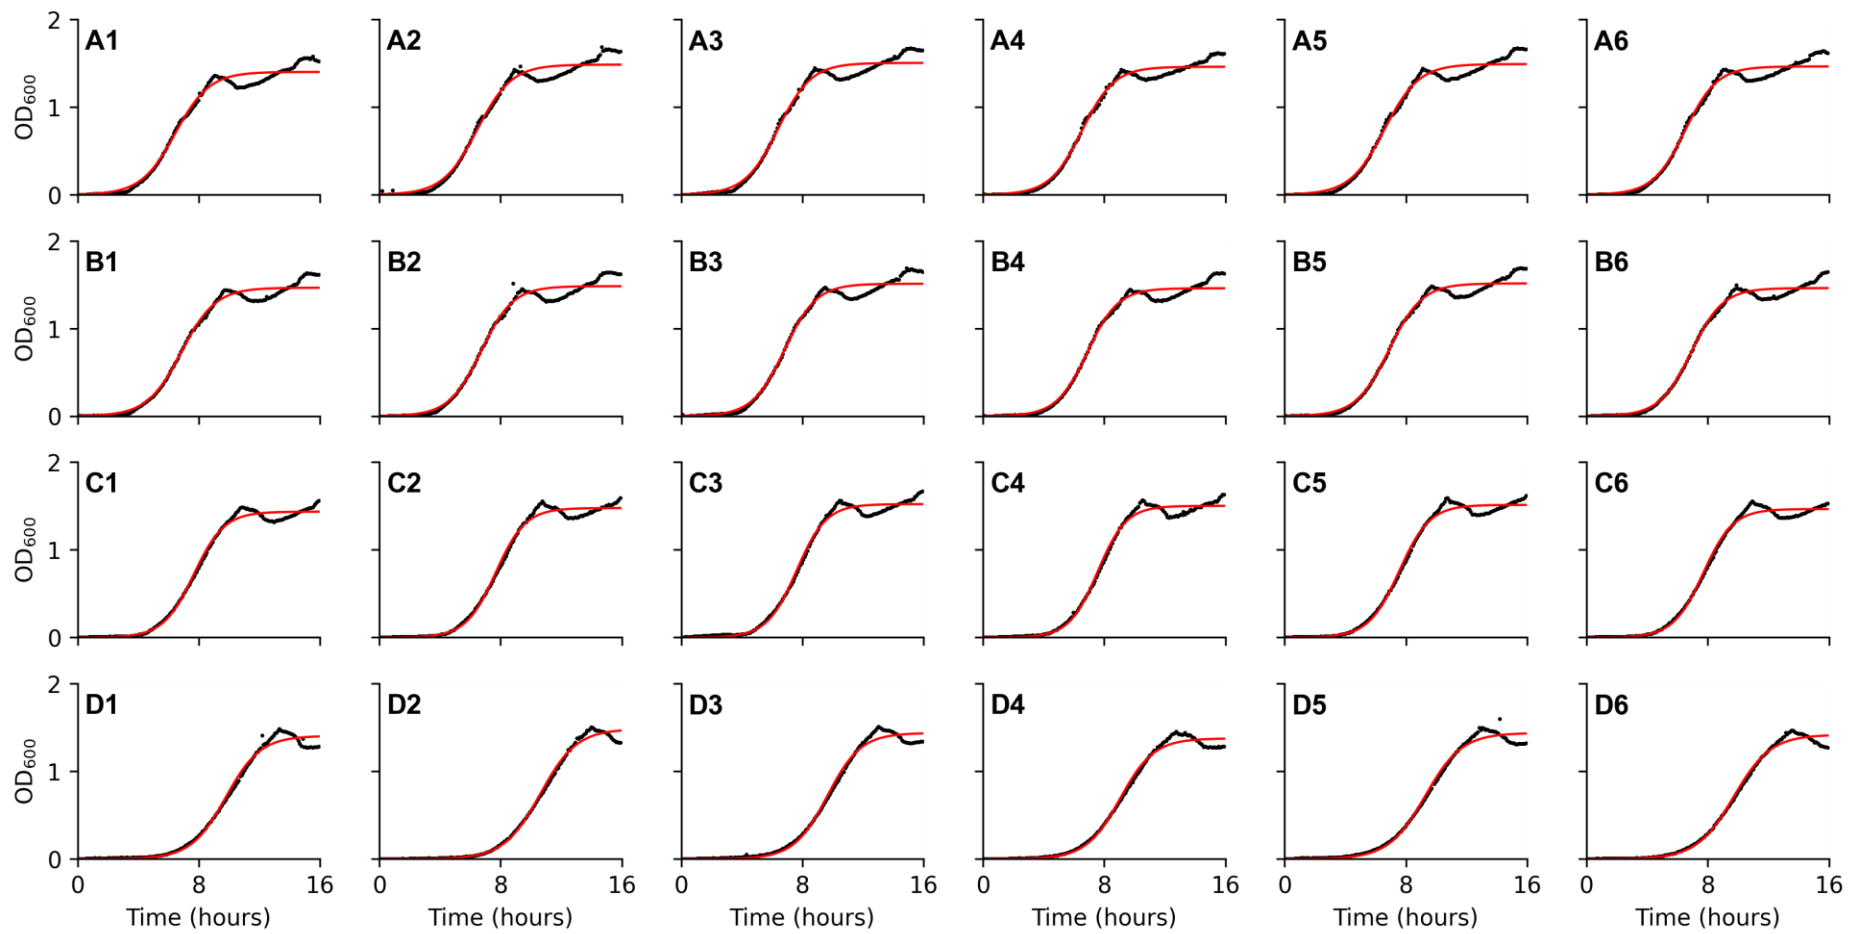 2
A1 A2 A3 A4 A5 A6
1
OD600
0
0 8 16 0 8 16 0 8 16 0 8 16 0 8 16 0 8 16
2
B1 B2 B3 B4 B5 B6
1
OD600
0
2
C1 C2 C3 C4 C5 C6
1
OD600
0
2
D1 D2 D3 D4 D5 D6
1
OD600
0
Time (hours) Time (hours) Time (hours) Time (hours) Time (hours) Time (hours)